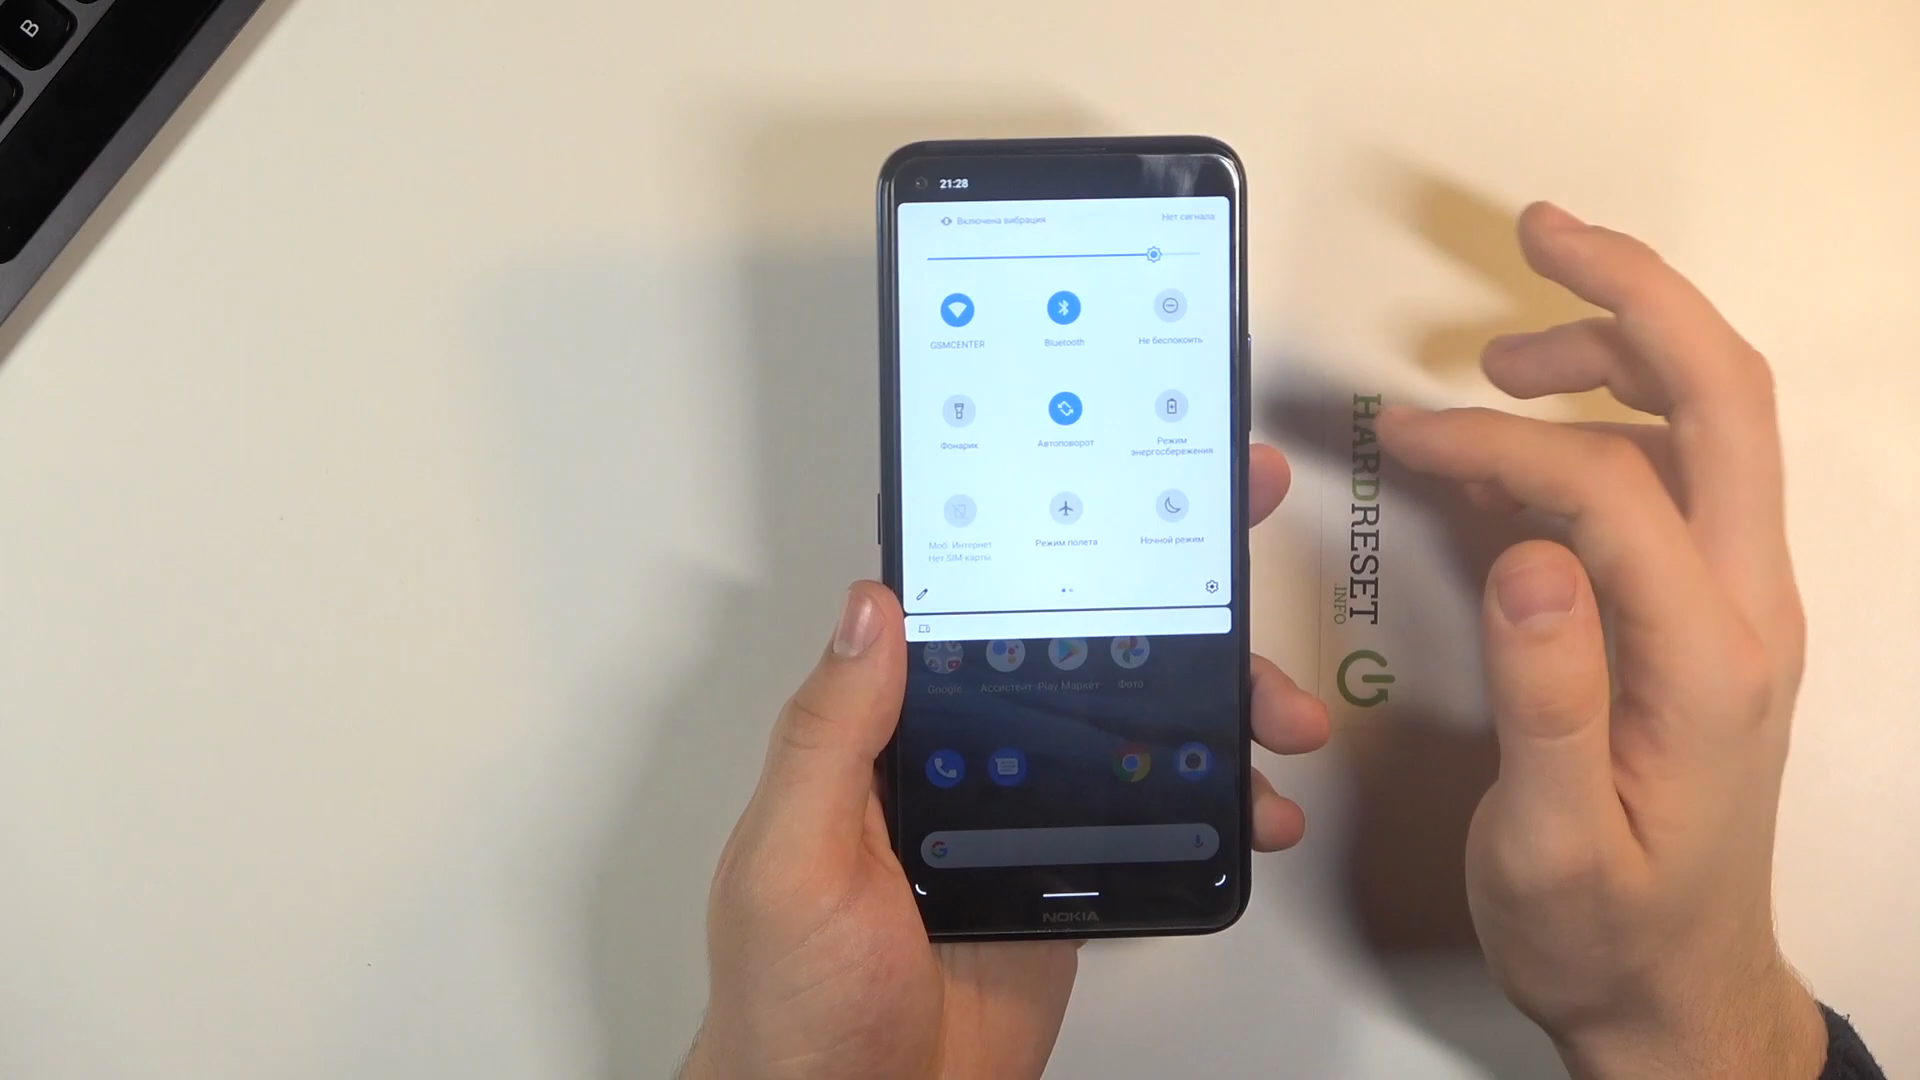 B
21:28
Включена вибрация
Нет сигнала
GSMCENTER
Bluetooth
Не беспокоить
Фонарик
Автоповорот
Режим
энергосбережения
Моб. Интернет
Нет SIM-карты
Режим полета
Ночной режим
Google
Ассистент
Play Маркет
Фото
NOKIA
HARDRESET
.INFO